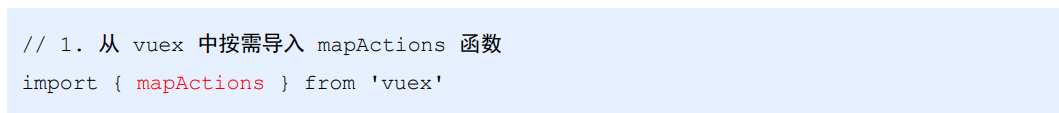 // 1. 从 vuex 中按需导入 mapActions 函数
import { mapActions } from 'vuex'